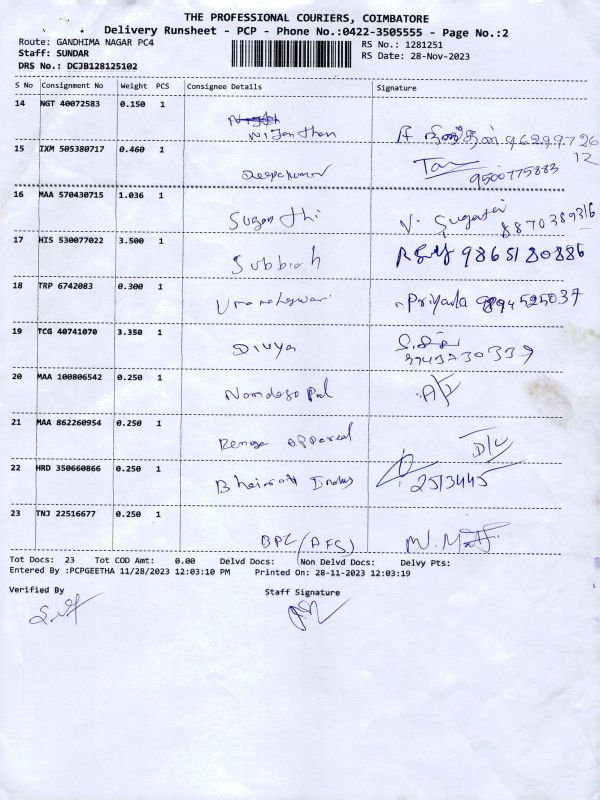 THE PROFESSIONAL COURIERS, COIMBATORE
Delivery Runsheet - PCP - Phone No.:0422-3505555 - Page No.:2
Route: GANDHIMA NAGAR PC4
RS No.: 1281251
Staff: SUNDAR
RS Date: 28-Nov-2023
DRS No.: DCJB128125102
S No Consignment No Weight PCS Consignee Details Signature
14 NGT 40072583 0.150 1
Nijanthan
15 IXM 505380717 0.460 1
Deepakumar 9500775883
16 MAA 570430715 1.036 1
Suganthi V. Sugathi
8870389316
17 HIS 530077022 3.500 1
Subbiah 9865180886
18 TRP 6742083 0.300 1
Umamaheswari Priyada 9894525037
19 TCG 40741070 3.350 1
Divya
20 MAA 100806542 0.250 1
Nandagopal
21 MAA 862260954 0.250 1
22 HRD 350660866 0.250 1
2513445
23 TNJ 22516677 0.250 1
BPC (AFS)
Tot Docs: 23 Tot COD Amt: 0.00 Delvd Docs: Non Delvd Docs: Delvy Pts:
Entered By :PCPGEETHA 11/28/2023 12:03:10 PM Printed On: 28-11-2023 12:03:19
Verified By Staff Signature